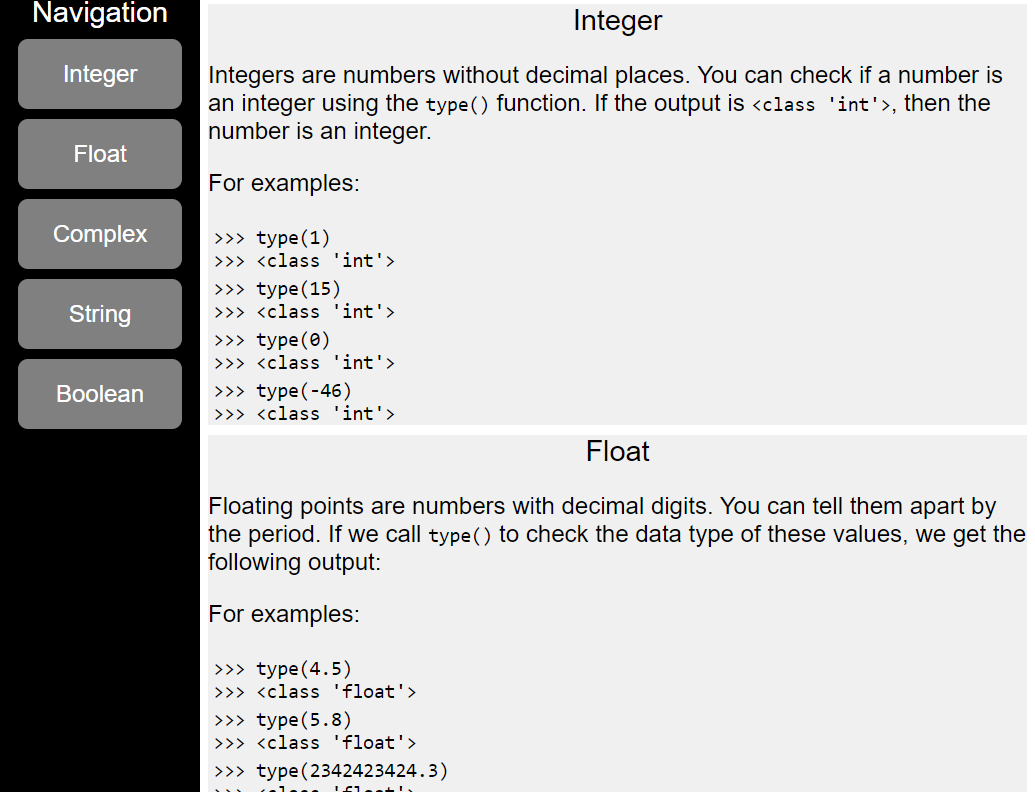 Navigation
Integer
Float
Complex
String
Boolean
Integer
Integers are numbers without decimal places. You can check if a number is
an integer using the type() function. If the output is <class 'int'>, then the
number is an integer.
For examples:
>>> type(1)
>>> <class 'int'>
>>> type(15)
>>> <class 'int'>
>>> type(0)
>>> <class 'int'>
>>> type(-46)
>>> <class 'int'>
Float
Floating points are numbers with decimal digits. You can tell them apart by
the period. If we call type() to check the data type of these values, we get the
following output:
For examples:
>>> type(4.5)
>>> <class 'float'>
>>> type(5.8)
>>> <class 'float'>
>>> type(2342423424.3)
>>> <class 'float'>